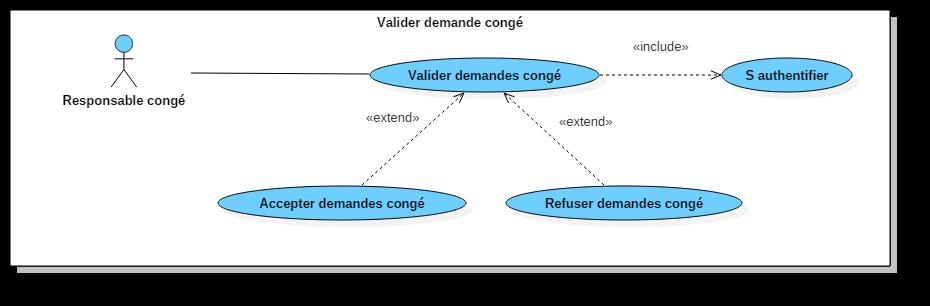 Valider demande congé
«include»
Valider demandes congé
S authentifier
Responsable congé
«extend»
«extend»
Accepter demandes congé
Refuser demandes congé